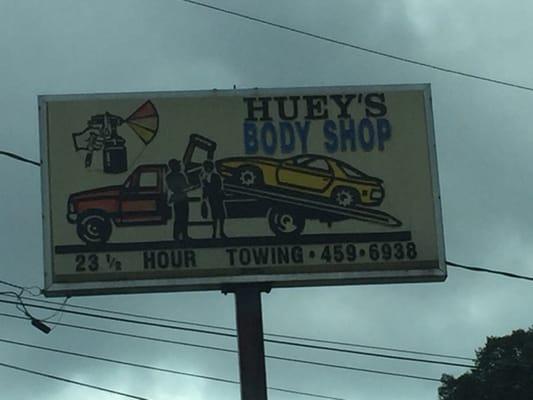 HUEY'S
BODY SHOP
23 ½ HOUR TOWING • 459 • 6938